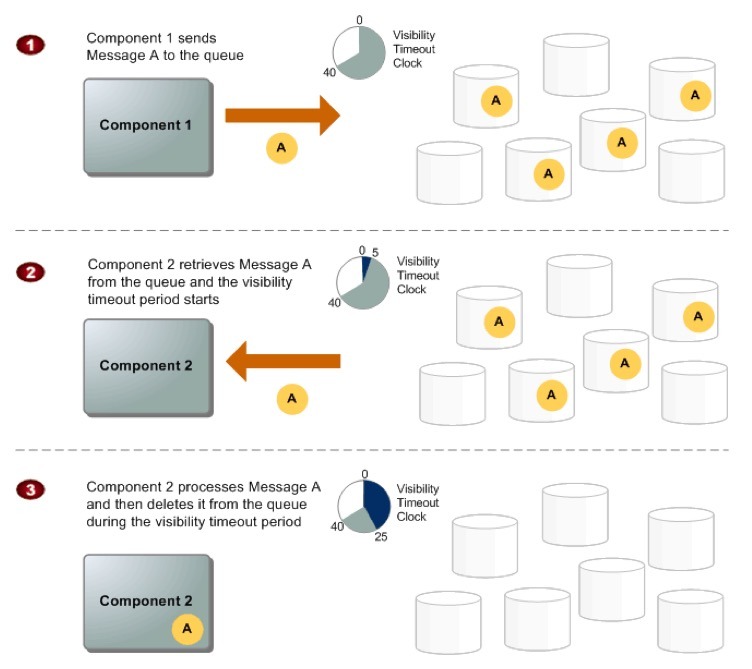 1
Component 1 sends
Message A to the queue
0
40
Visibility
Timeout
Clock
Component 1
A
A
A
A
A
2
Component 2 retrieves Message A
from the queue and the visibility
timeout period starts
0 5
40
Visibility
Timeout
Clock
Component 2
A
A
A
A
A
3
Component 2 processes Message A
and then deletes it from the queue
during the visibility timeout period
0
40
25
Visibility
Timeout
Clock
Component 2
A